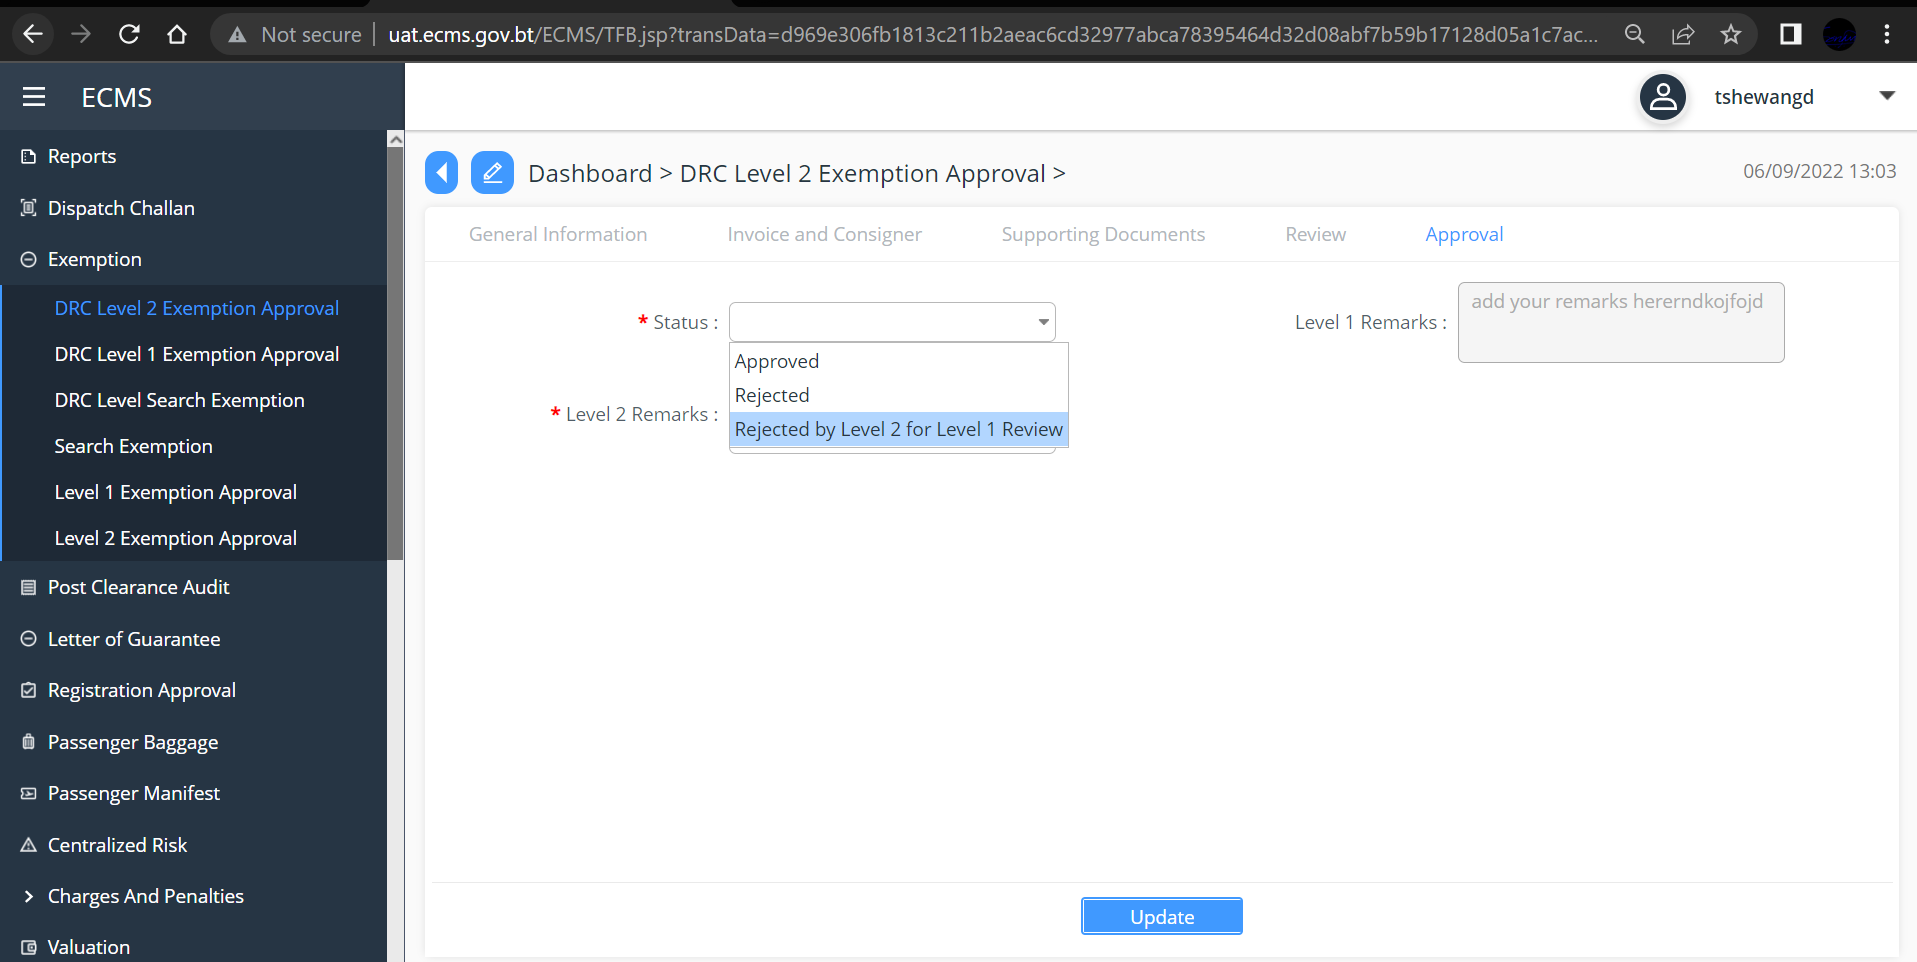 Not secure | uat.ecms.gov.bt/ECMS/TFB.jsp?transData=d969e306fb1813c211b2aeac6cd32977abca78395464d32d08abf7b59b17128d05a1c7ac...
ECMS
tshewangd
Reports
Dispatch Challan
Exemption
DRC Level 2 Exemption Approval
DRC Level 1 Exemption Approval
DRC Level Search Exemption
Search Exemption
Level 1 Exemption Approval
Level 2 Exemption Approval
Post Clearance Audit
Letter of Guarantee
Registration Approval
Passenger Baggage
Passenger Manifest
Centralized Risk
Charges And Penalties
Valuation
Dashboard > DRC Level 2 Exemption Approval >
06/09/2022 13:03
General Information
Invoice and Consigner
Supporting Documents
Review
Approval
* Status :
Approved
Rejected
Rejected by Level 2 for Level 1 Review
* Level 2 Remarks :
Level 1 Remarks :
add your remarks hererndkojfojd
Update